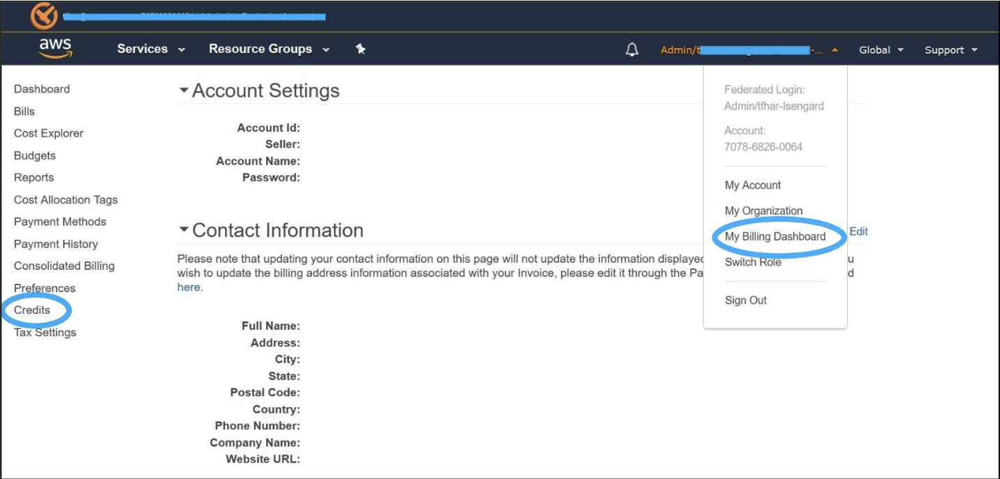 aws
Services
Resource Groups
Admin/t
-...
Global
Support
Dashboard
Bills
Cost Explorer
Budgets
Reports
Cost Allocation Tags
Payment Methods
Payment History
Consolidated Billing
Preferences
Credits
Tax Settings
Account Settings
Account Id:
Seller:
Account Name:
Password:
Contact Information
Edit
Please note that updating your contact information on this page will not update the information displayed
u
wish to update the billing address information associated with your Invoice, please edit it through the Pa
d
here.
Full Name:
Address:
City:
State:
Postal Code:
Country:
Phone Number:
Company Name:
Website URL:
Federated Login:
Admin/tfhar-Isengard
Account:
7078-6826-0064
My Account
My Organization
My Billing Dashboard
Switch Role
Sign Out